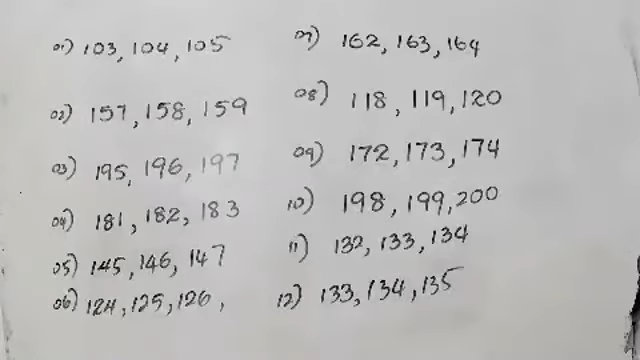 01) 103, 104, 105
02) 157, 158, 159
03) 195, 196, 197
04) 181, 182, 183
05) 145, 146, 147
06) 124, 125, 126,
07) 162, 163, 164
08) 118, 119, 120
09) 172, 173, 174
10) 198, 199, 200
11) 132, 133, 134
12) 133, 134, 135